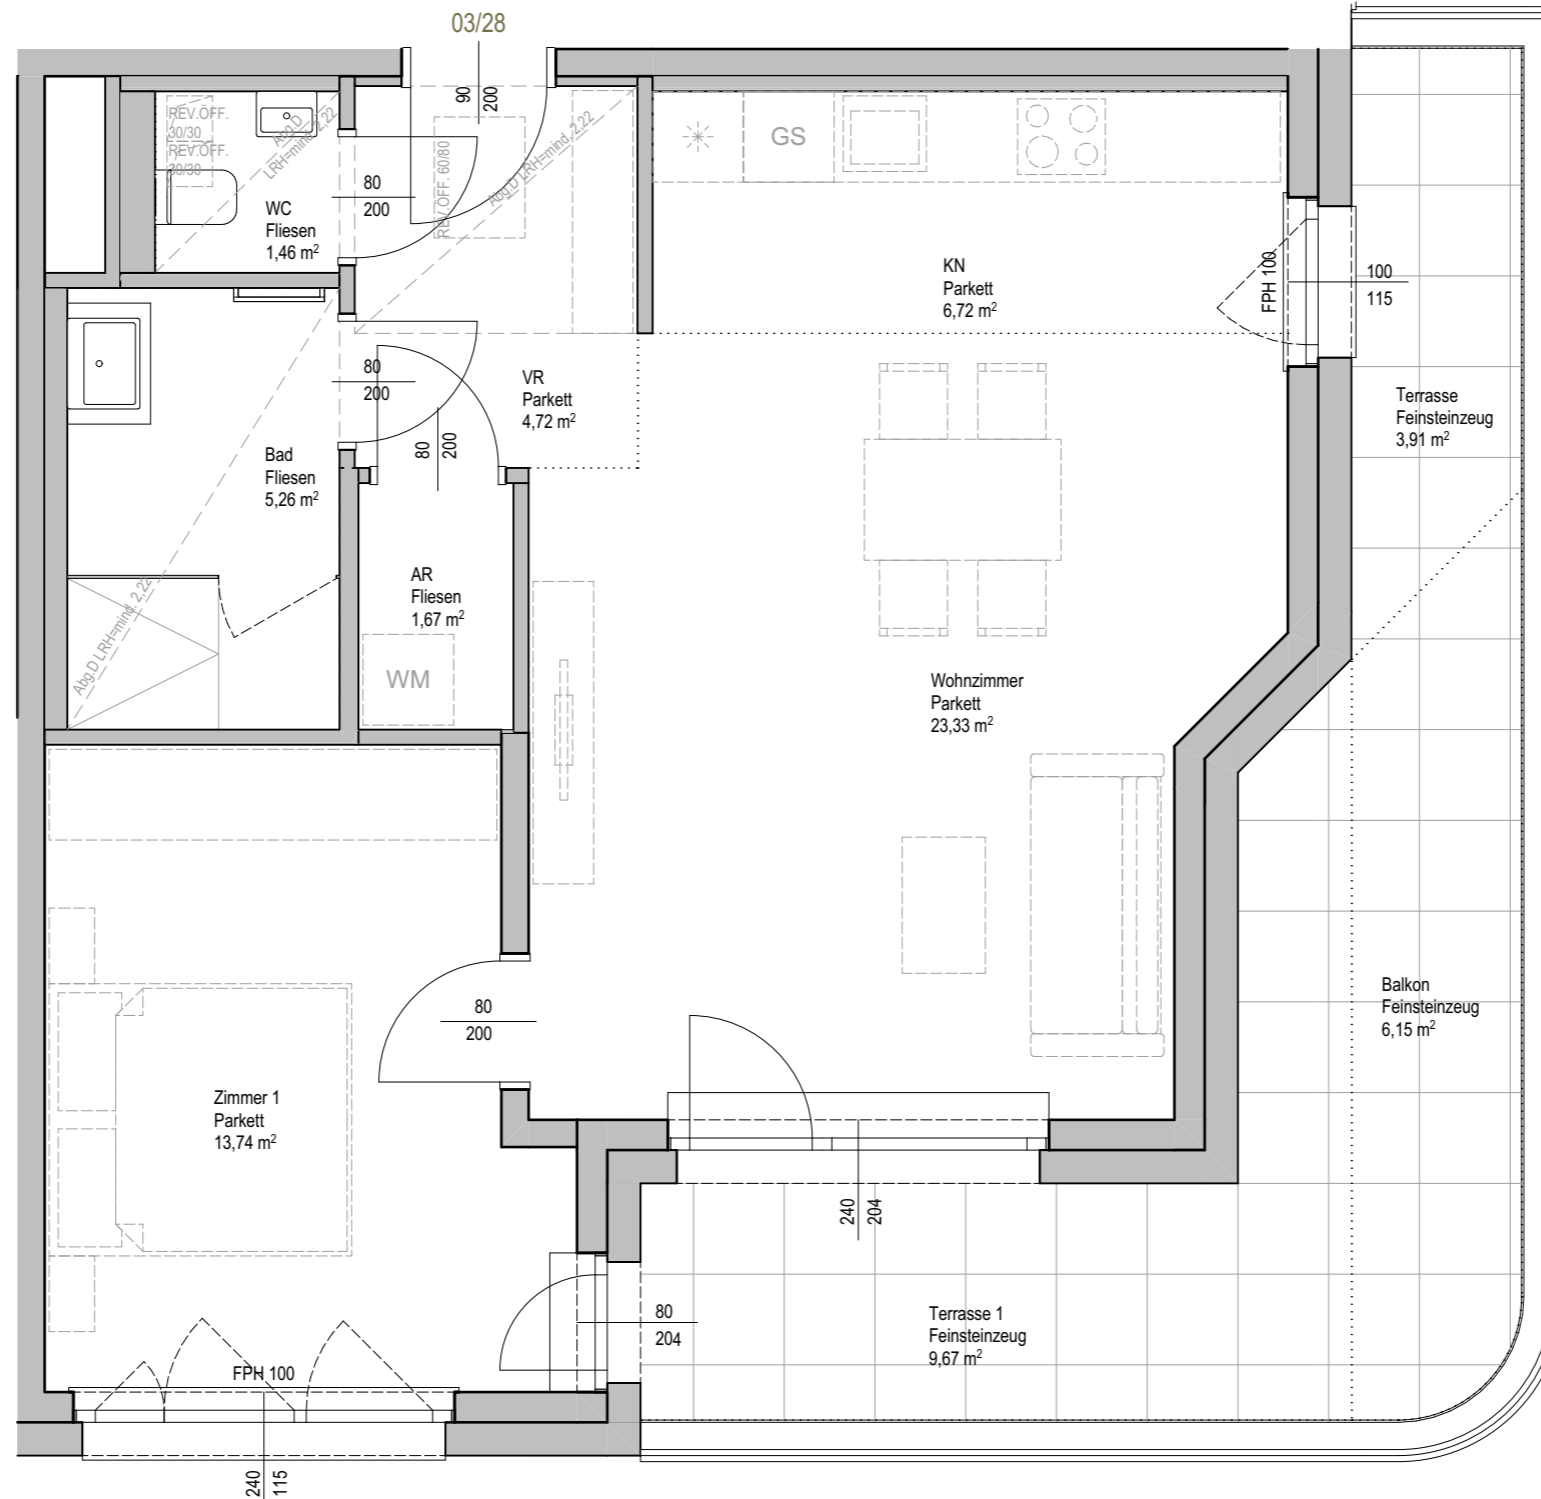 03/28
90
200
REV.ÖFF.
30/30
REV.ÖFF.
30/30
Abg.D
LRH=mind. 2,22
REV.ÖFF. 60/80
Abg.D LRH=mind. 2,22
GS
80
200
WC
Fliesen
1,46 m²
KN
Parkett
6,72 m²
FPH 100
100
115
80
200
VR
Parkett
4,72 m²
80
200
Terrasse
Feinsteinzeug
3,91 m²
Bad
Fliesen
5,26 m²
Abg.D LRH=mind. 2,22
AR
Fliesen
1,67 m²
WM
Wohnzimmer
Parkett
23,33 m²
Balkon
Feinsteinzeug
6,15 m²
80
200
Zimmer 1
Parkett
13,74 m²
240
204
80
204
Terrasse 1
Feinsteinzeug
9,67 m²
FPH 100
240
115